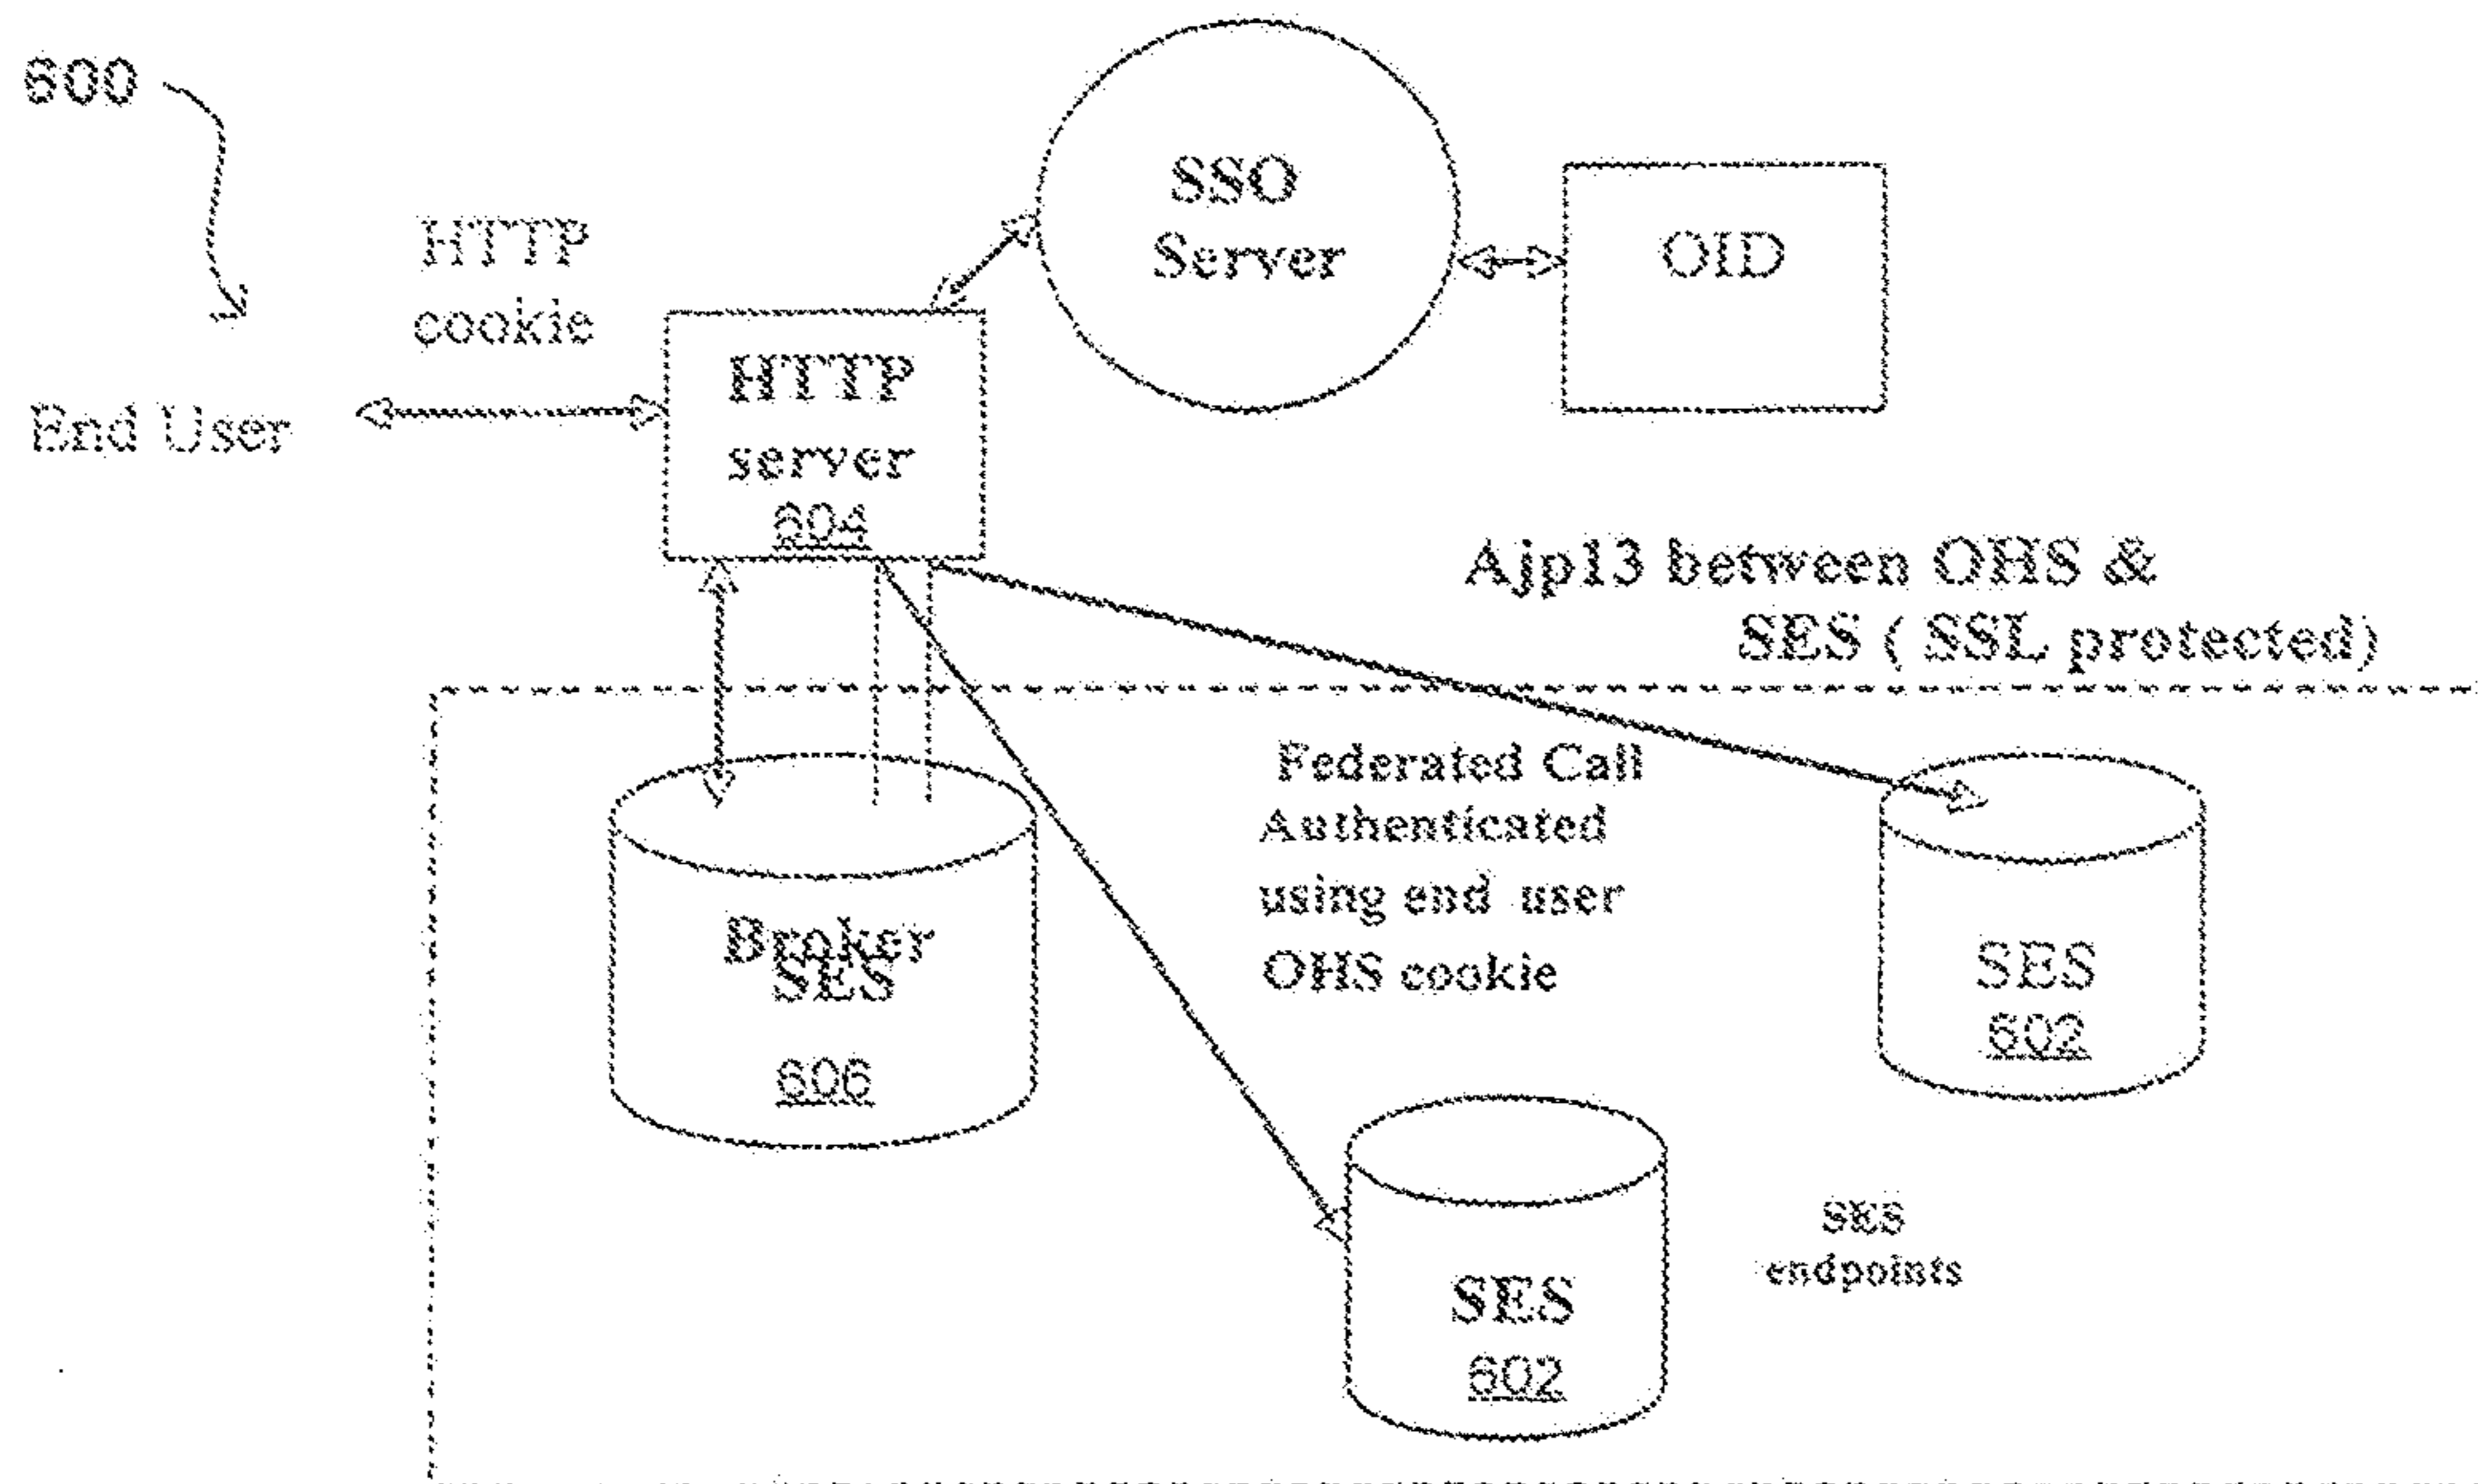 600
HTTP
cookie
End User
HTTP
server
604
SSO
Server
OID
Ajp13 between OHS &
SES ( SSL protected)
Federated Call
Authenticated
using end user
OHS cookie
Broker
SES
606
SES
602
SES
602
SES
endpoints